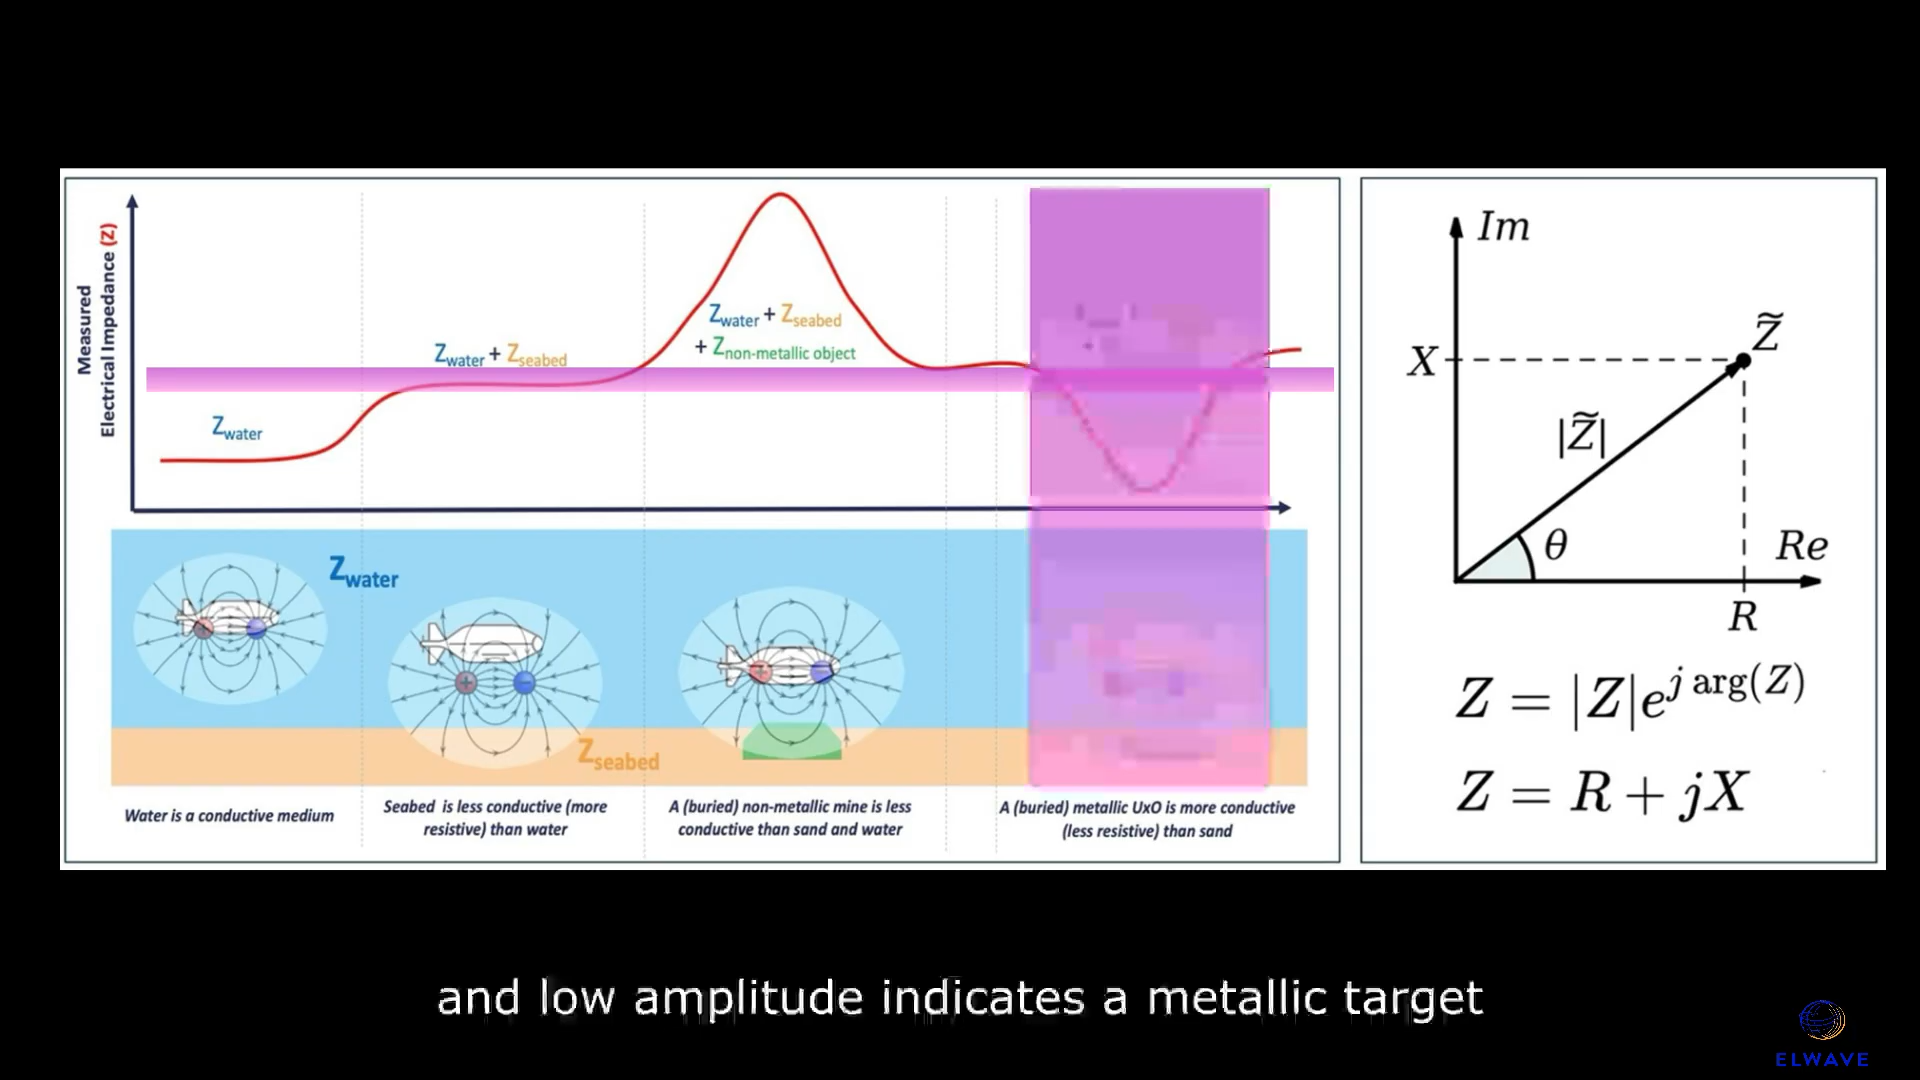 Measured
Electrical Impedance (Z)
Zwater
Zwater + Zseabed
Zwater + Zseabed
+ Znon-metallic object
Zwater
Zseabed
Water is a conductive medium
Seabed is less conductive (more
resistive) than water
A (buried) non-metallic mine is less
conductive than sand and water
A (buried) metallic UxO is more conductive
(less resistive) than sand
Im
Z̃
X
|Z̃|
θ
Re
R
Z = |Z|e^{j arg(Z)}
Z = R + jX
and low amplitude indicates a metallic target
ELWAVE